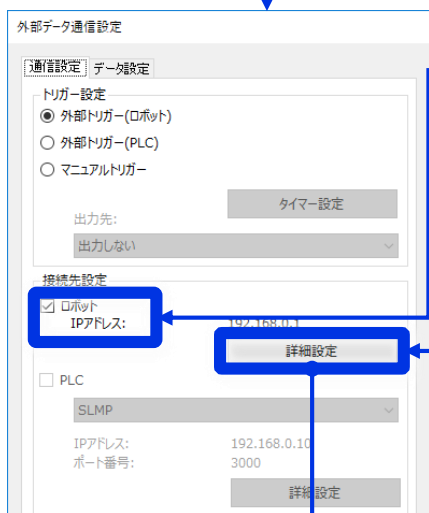 外部データ通信設定
通信設定 データ設定
トリガー設定
外部トリガー(ロボット)
外部トリガー(PLC)
マニュアルトリガー
タイマー設定
出力先:
出力しない
接続先設定
ロボット
IPアドレス: 192.168.0.1
詳細設定
PLC
SLMP
IPアドレス: 192.168.0.10
ポート番号: 3000
詳細設定